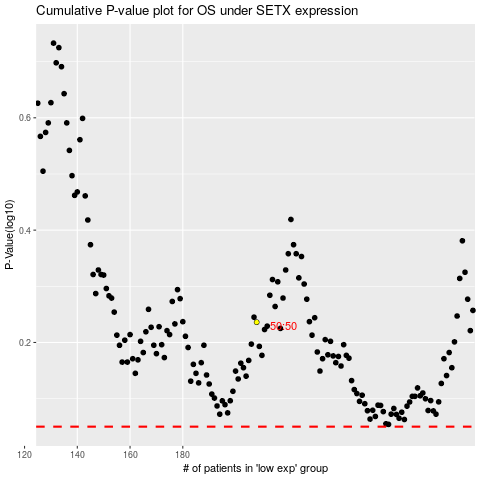 Cumulative P-value plot for OS under SETX expression
P-Value(log10)
0.6
0.4
0.2
50:50
120 140 160 180
# of patients in 'low exp' group